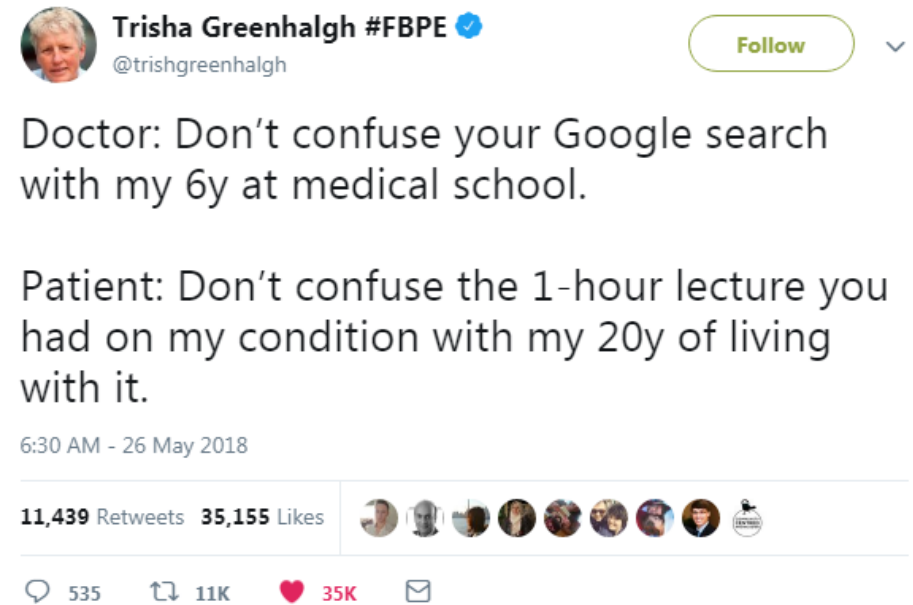 Trisha Greenhalgh #FBPE
@trishgreenhalgh
Follow
Doctor: Don't confuse your Google search
with my 6y at medical school.
Patient: Don't confuse the 1-hour lecture you
had on my condition with my 20y of living
with it.
6:30 AM - 26 May 2018
11,439 Retweets 35,155 Likes
535 11K 35K